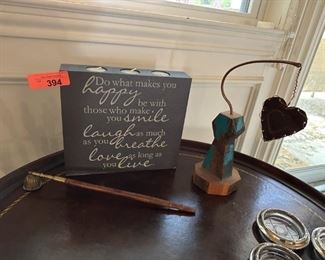 394
Do what makes you
happy
be with
those who make
you smile
laugh as much
as you breathe
love as long as
you live